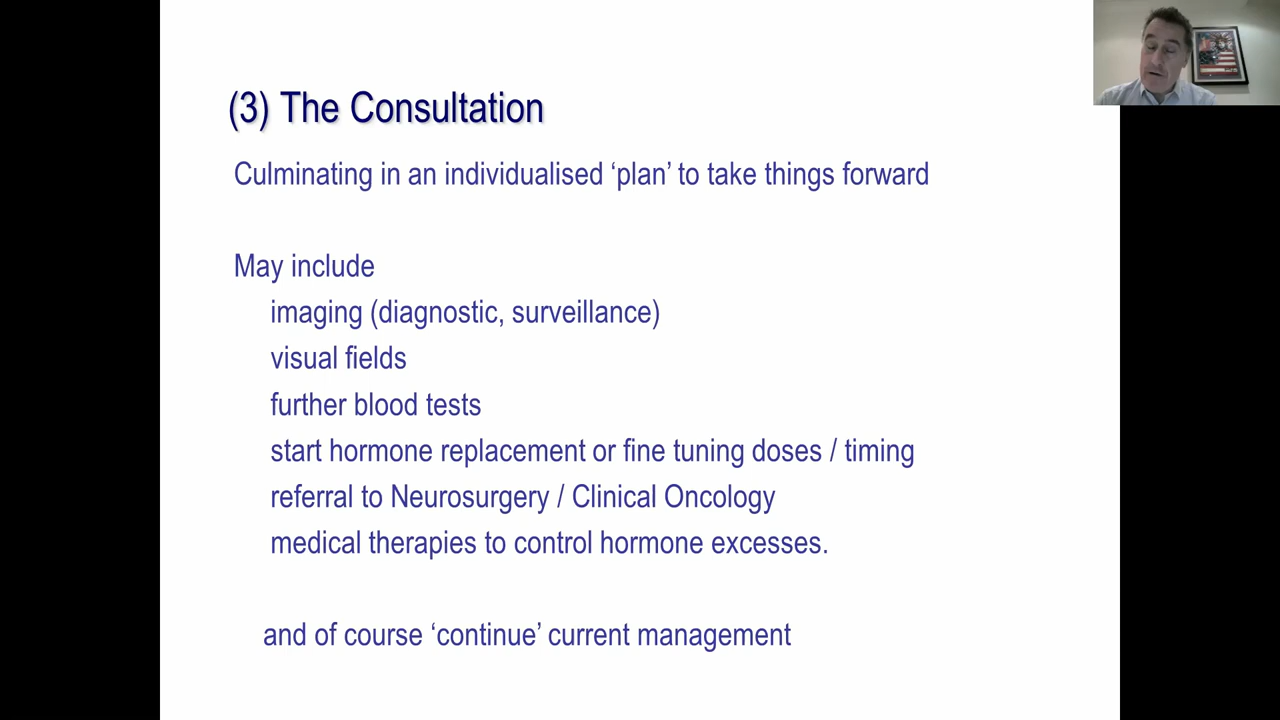 (3) The Consultation
Culminating in an individualised ‘plan’ to take things forward
May include
imaging (diagnostic, surveillance)
visual fields
further blood tests
start hormone replacement or fine tuning doses / timing
referral to Neurosurgery / Clinical Oncology
medical therapies to control hormone excesses.
and of course ‘continue’ current management